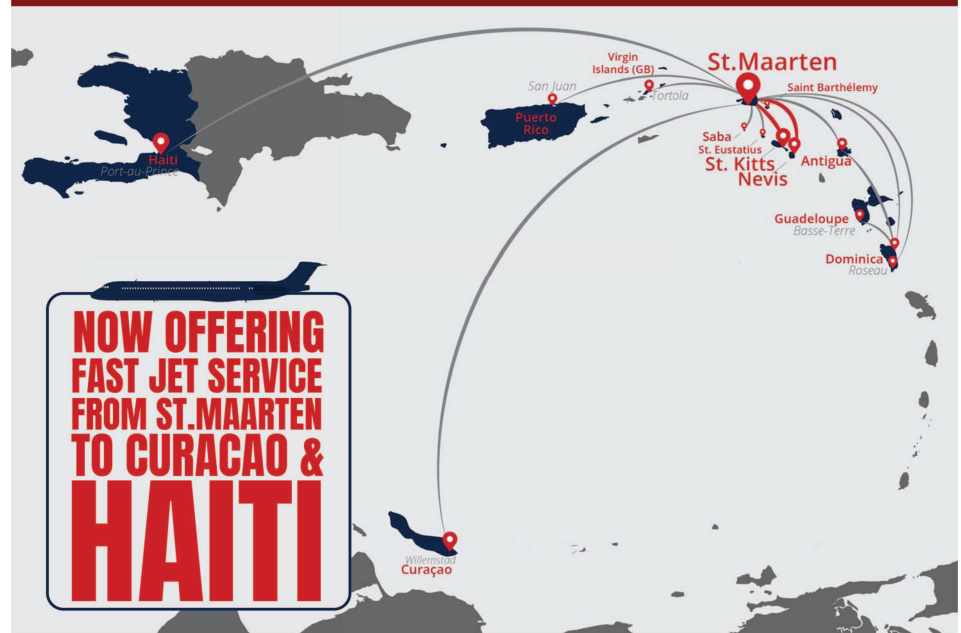 St.Maarten
Virgin
Islands (GB)
Saint Barthélemy
San Juan
Tortola
Puerto
Rico
Saba
St. Eustatius
St. Kitts
Nevis
Antigua
Haiti
Port-au-Prince
Guadeloupe
Basse-Terre
Dominica
Roseau
NOW OFFERING
FAST JET SERVICE
FROM ST.MAARTEN
TO CURACAO &
HAITI
Willemstad
Curaçao